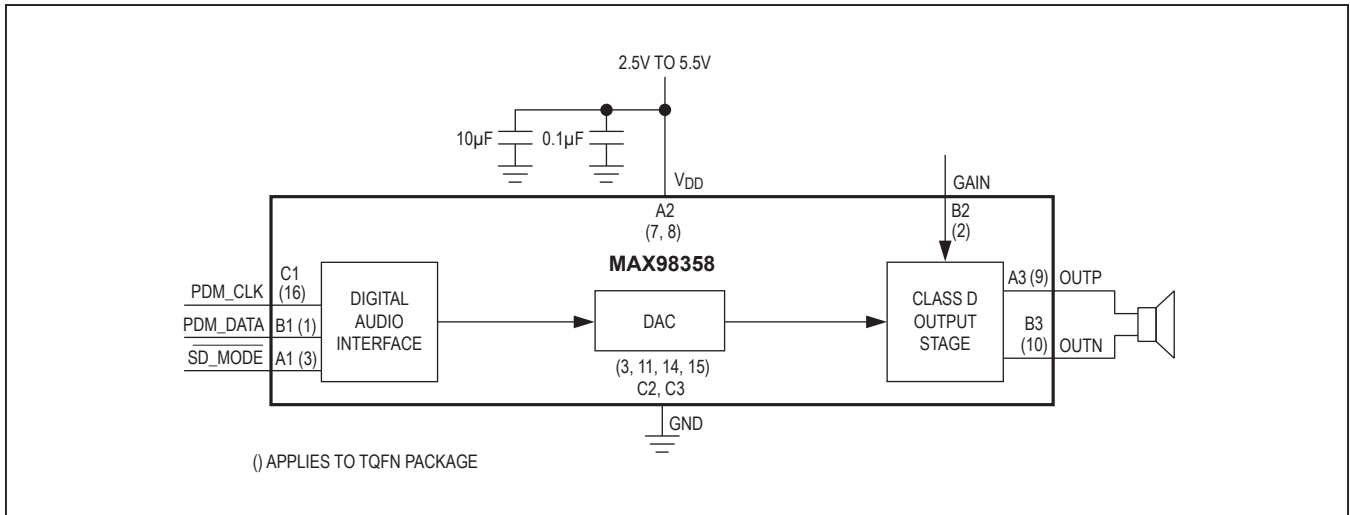 2.5V TO 5.5V
10µF
0.1µF
VDD
GAIN
A2
(7, 8)
B2
(2)
MAX98358
C1
(16)
PDM_CLK
PDM_DATA
B1 (1)
SD_MODE
A1 (3)
DIGITAL
AUDIO
INTERFACE
DAC
CLASS D
OUTPUT
STAGE
A3 (9)
OUTP
B3
(10)
OUTN
(3, 11, 14, 15)
C2, C3
GND
() APPLIES TO TQFN PACKAGE